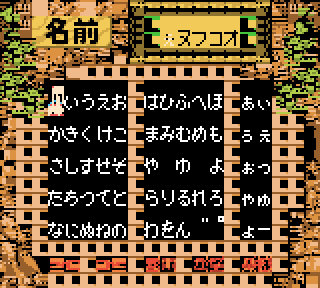 名前
ヌフコオ
いうえお はひふへほ ぁぃ
かきくけこ まみむめも ぅぇ
さしすせそ や ゆ よ ぉっ
たちつてと らりるれろ ゃゅ
なにぬねの わをん ゛゜ ょー